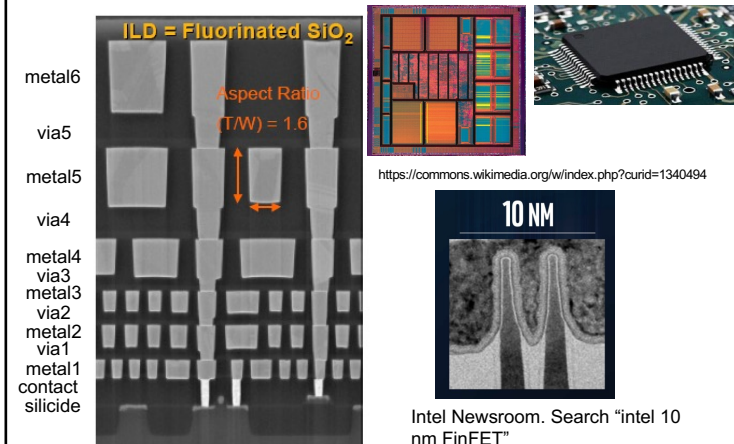 ILD = Fluorinated SiO₂
Aspect Ratio
(T/W) = 1.6
metal6
via5
metal5
via4
metal4
via3
metal3
via2
metal2
via1
metal1
contact
silicide
https://commons.wikimedia.org/w/index.php?curid=1340494
10 NM
Intel Newsroom. Search “intel 10
nm FinFET”